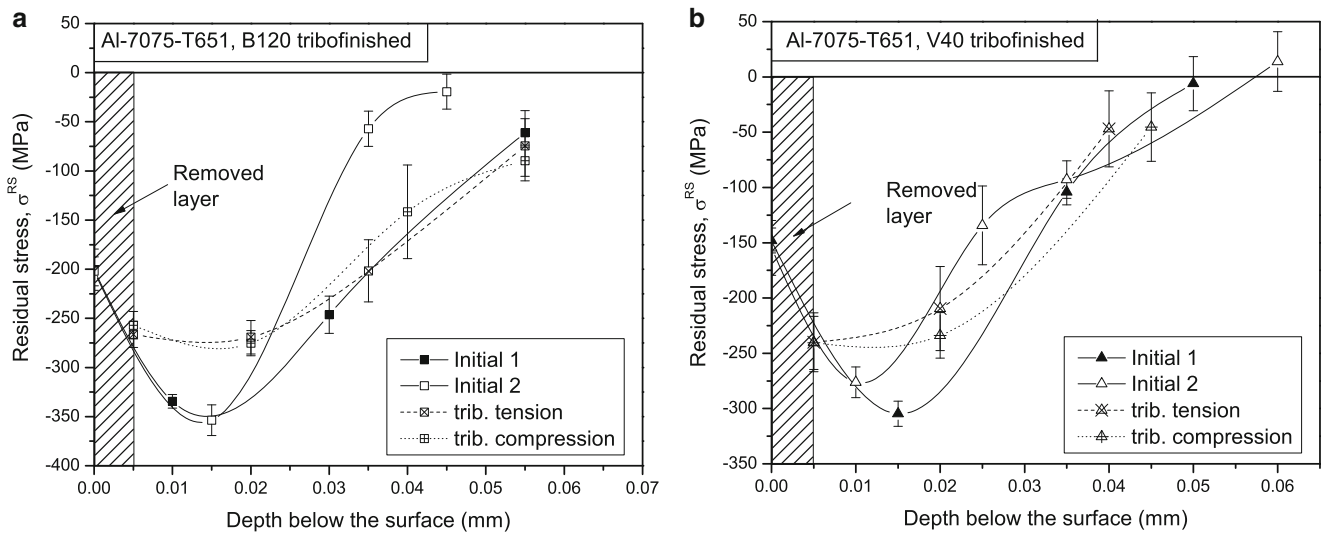 a
Al-7075-T651, B120 tribofinished
Removed
layer
Initial 1
Initial 2
trib. tension
trib. compression
50
0
-50
-100
-150
-200
-250
-300
-350
-400
Residual stress, σ^RS (MPa)
0.00 0.01 0.02 0.03 0.04 0.05 0.06 0.07
Depth below the surface (mm)
b
Al-7075-T651, V40 tribofinished
Removed
layer
Initial 1
Initial 2
trib. tension
trib. compression
50
0
-50
-100
-150
-200
-250
-300
-350
Residual stress, σ^RS (MPa)
0.00 0.01 0.02 0.03 0.04 0.05 0.06
Depth below the surface (mm)